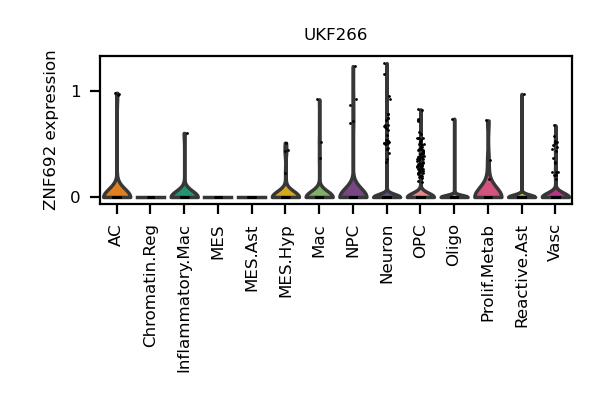 UKF266
ZNF692 expression
1
0
AC
Chromatin.Reg
Inflammatory.Mac
MES
MES.Ast
MES.Hyp
Mac
NPC
Neuron
OPC
Oligo
Prolif.Metab
Reactive.Ast
Vasc